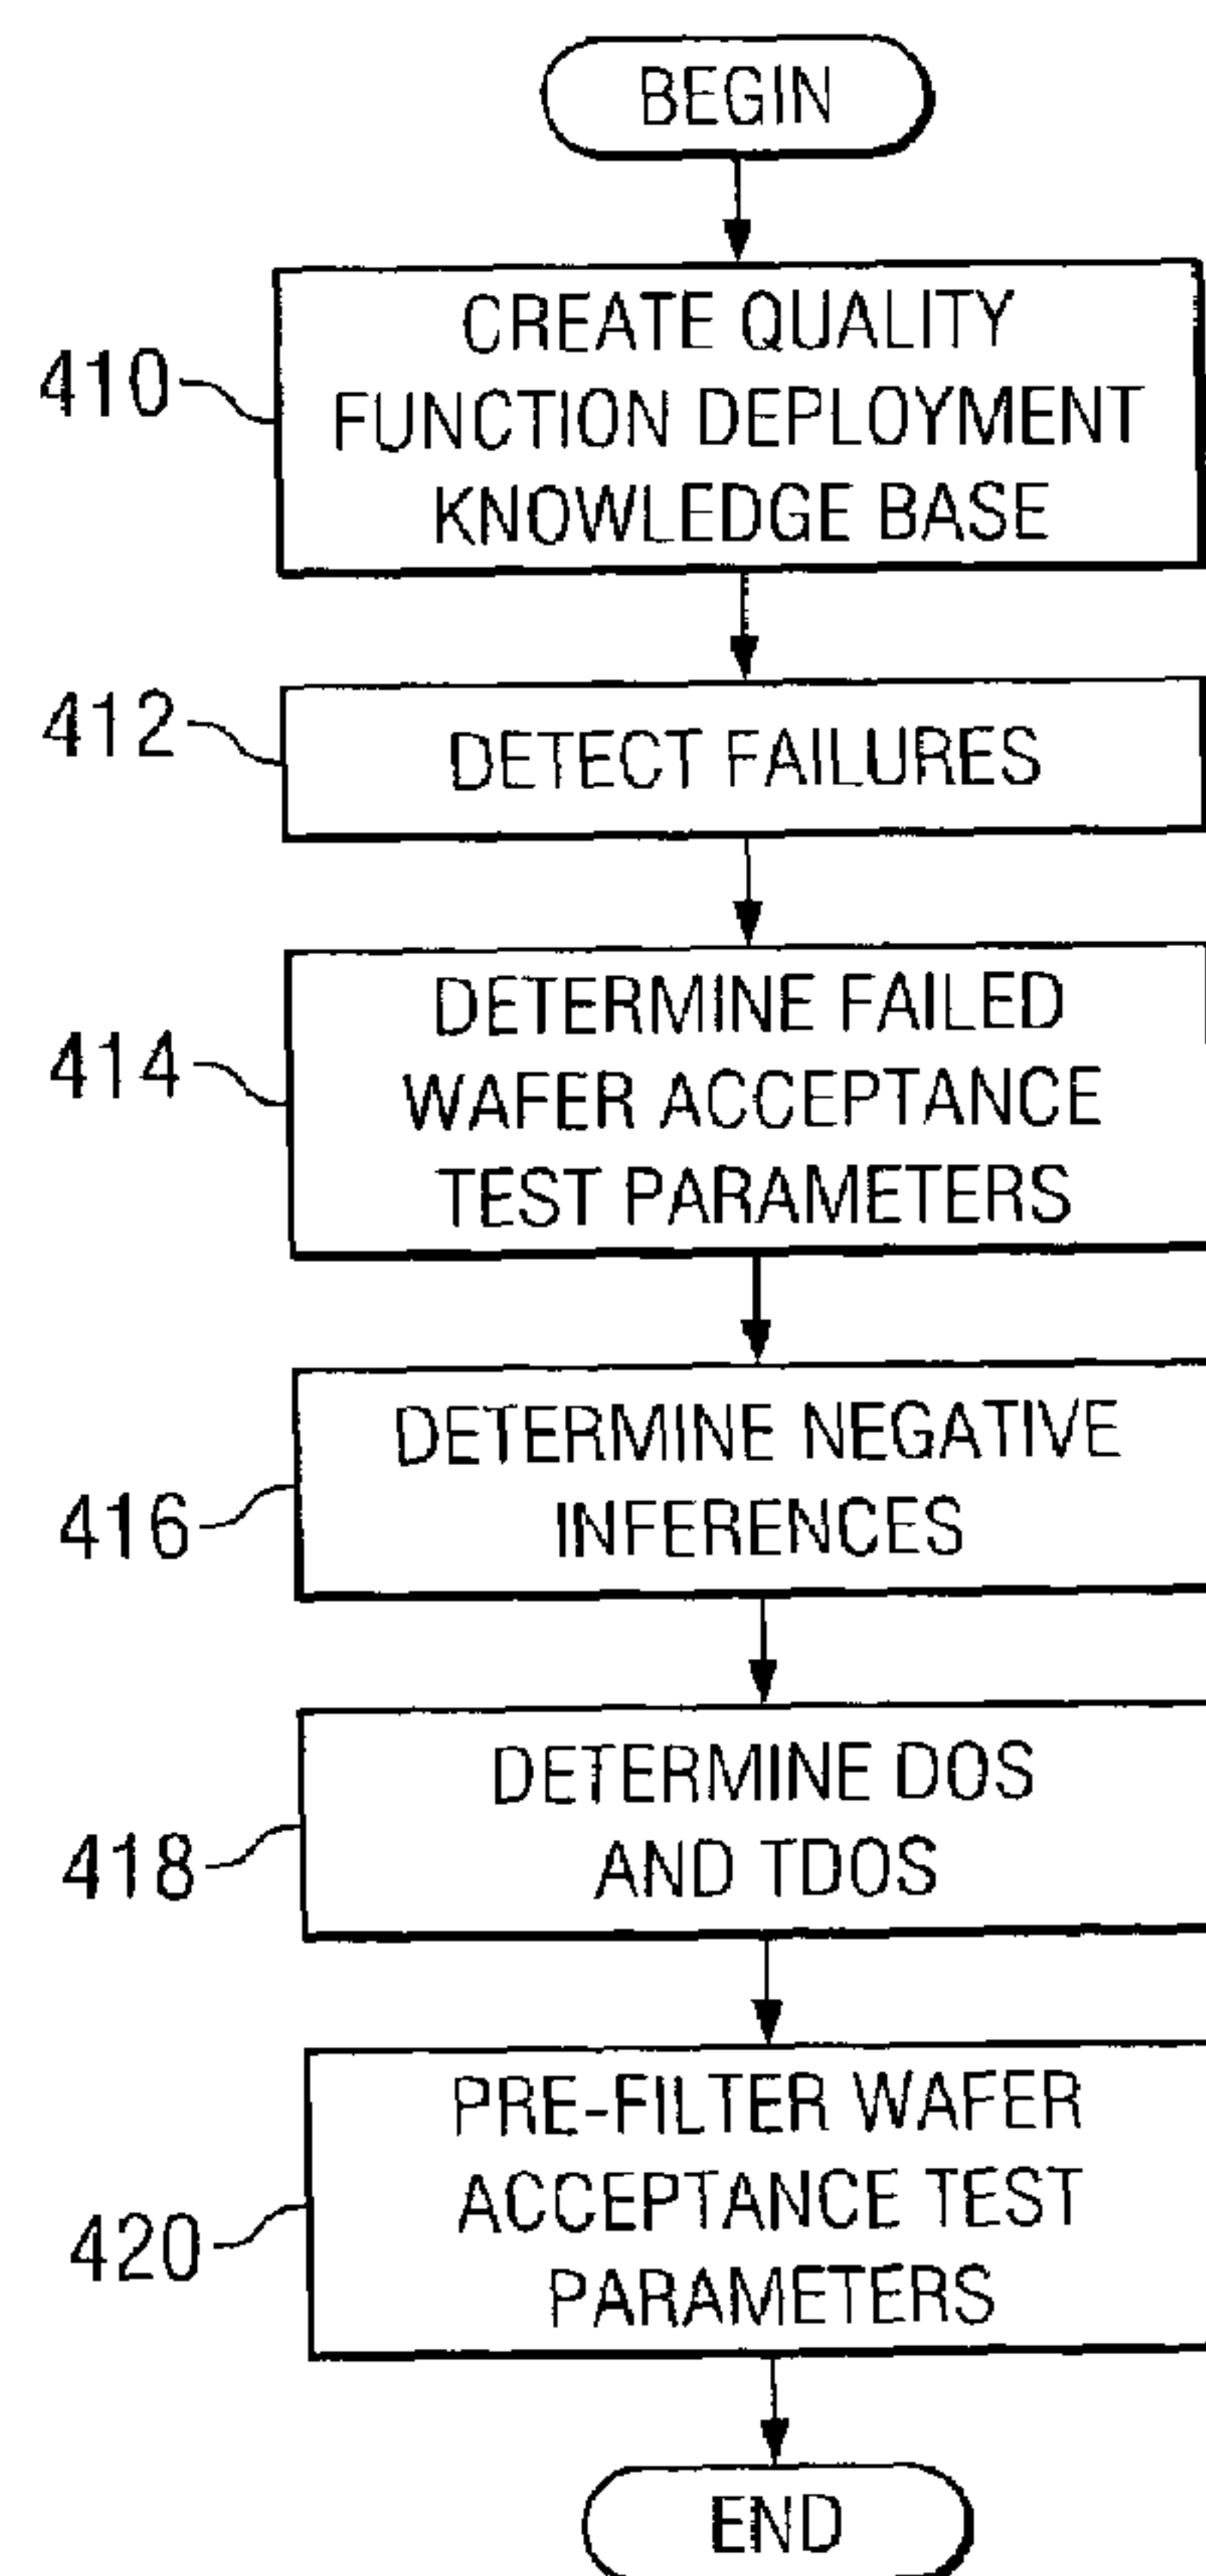 BEGIN
410
CREATE QUALITY
FUNCTION DEPLOYMENT
KNOWLEDGE BASE
412
DETECT FAILURES
414
DETERMINE FAILED
WAFER ACCEPTANCE
TEST PARAMETERS
416
DETERMINE NEGATIVE
INFERENCES
418
DETERMINE DOS
AND TDOS
420
PRE-FILTER WAFER
ACCEPTANCE TEST
PARAMETERS
END